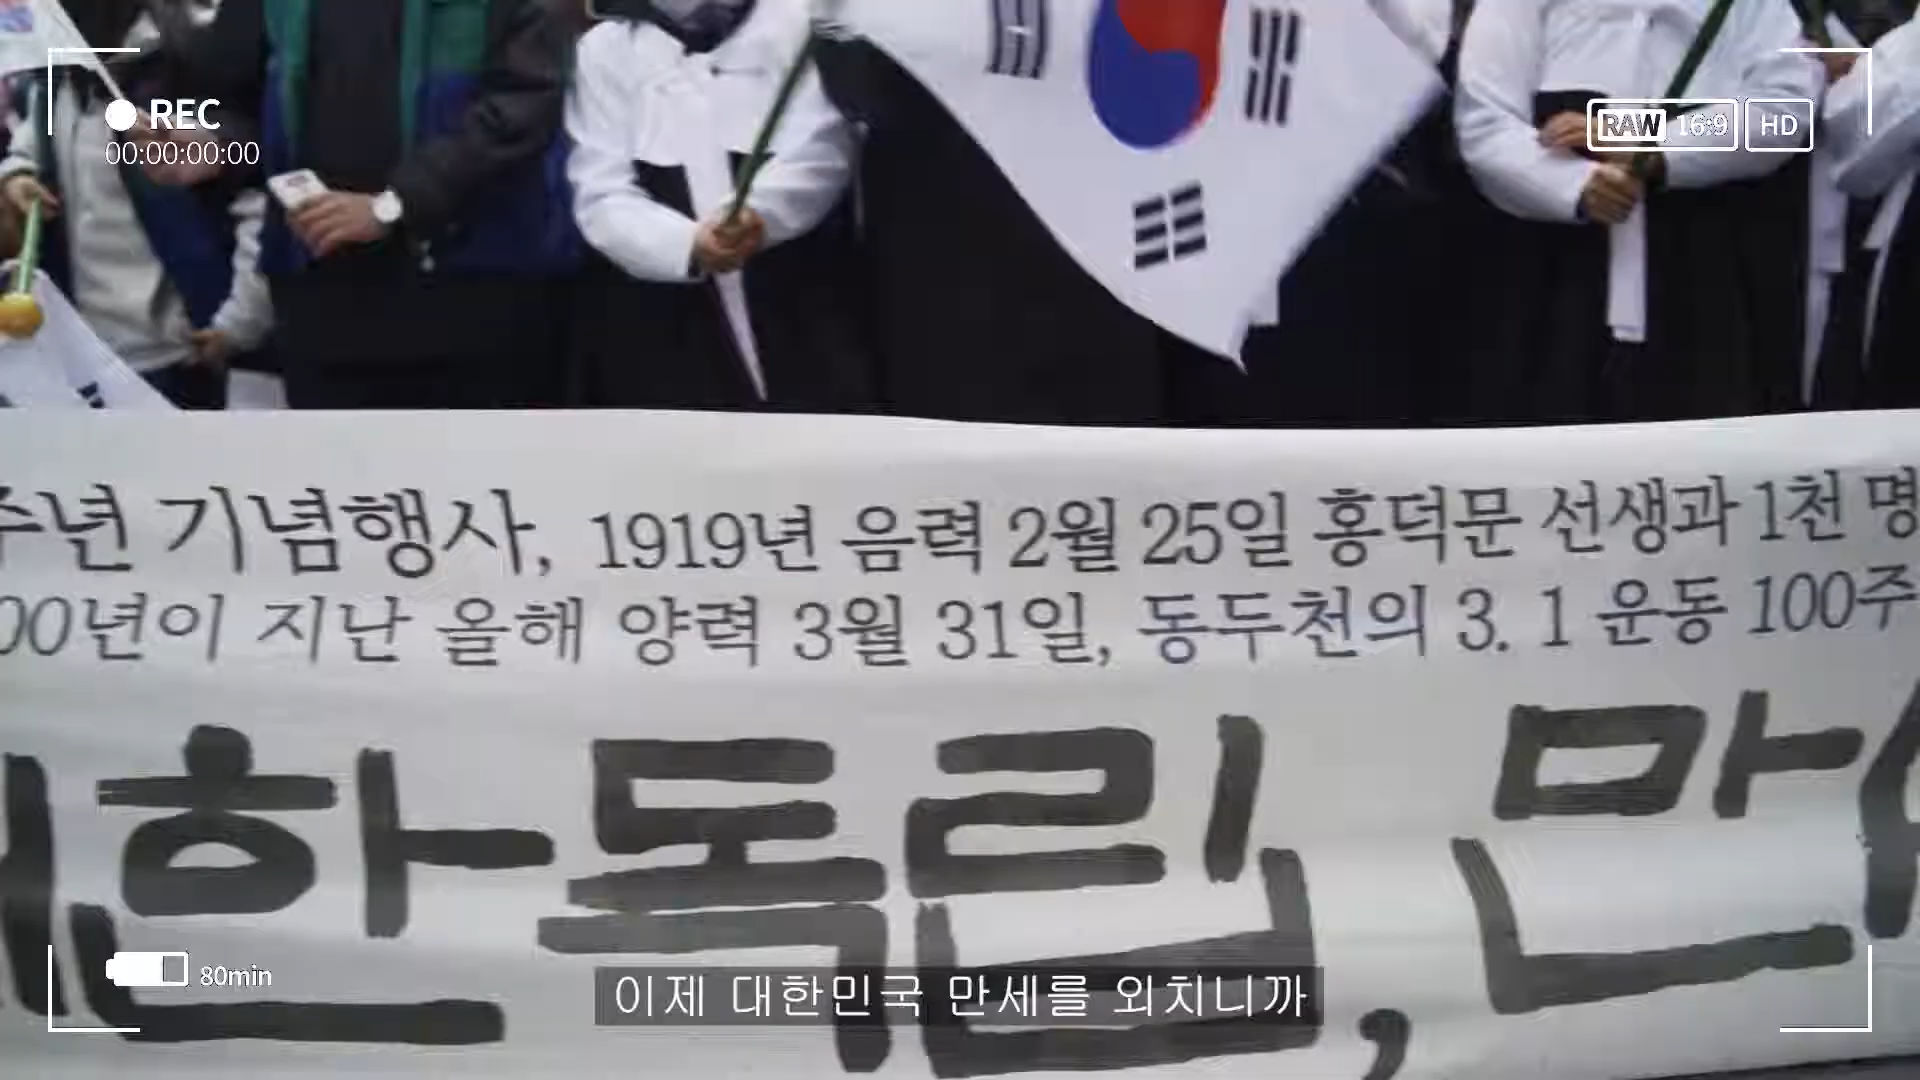 REC
00:00:00:00
RAW 16:9 HD
주년 기념행사, 1919년 음력 2월 25일 홍덕문 선생과 1천 명
00년이 지난 올해 양력 3월 31일, 동두천의 3. 1 운동 100주
대한독립, 만
80min
이제 대한민국 만세를 외치니까